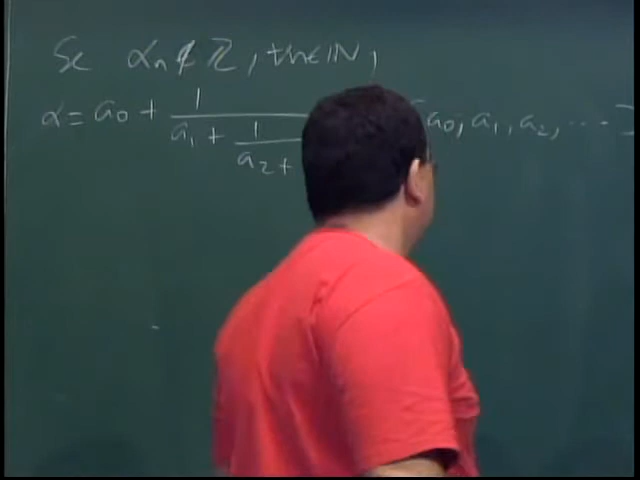 Se αₙ ∉ ℤ, ∀n∈ℕ,
α = a₀ + 1/(a₁ + 1/(a₂ + a₀; a₁, a₂, ...]